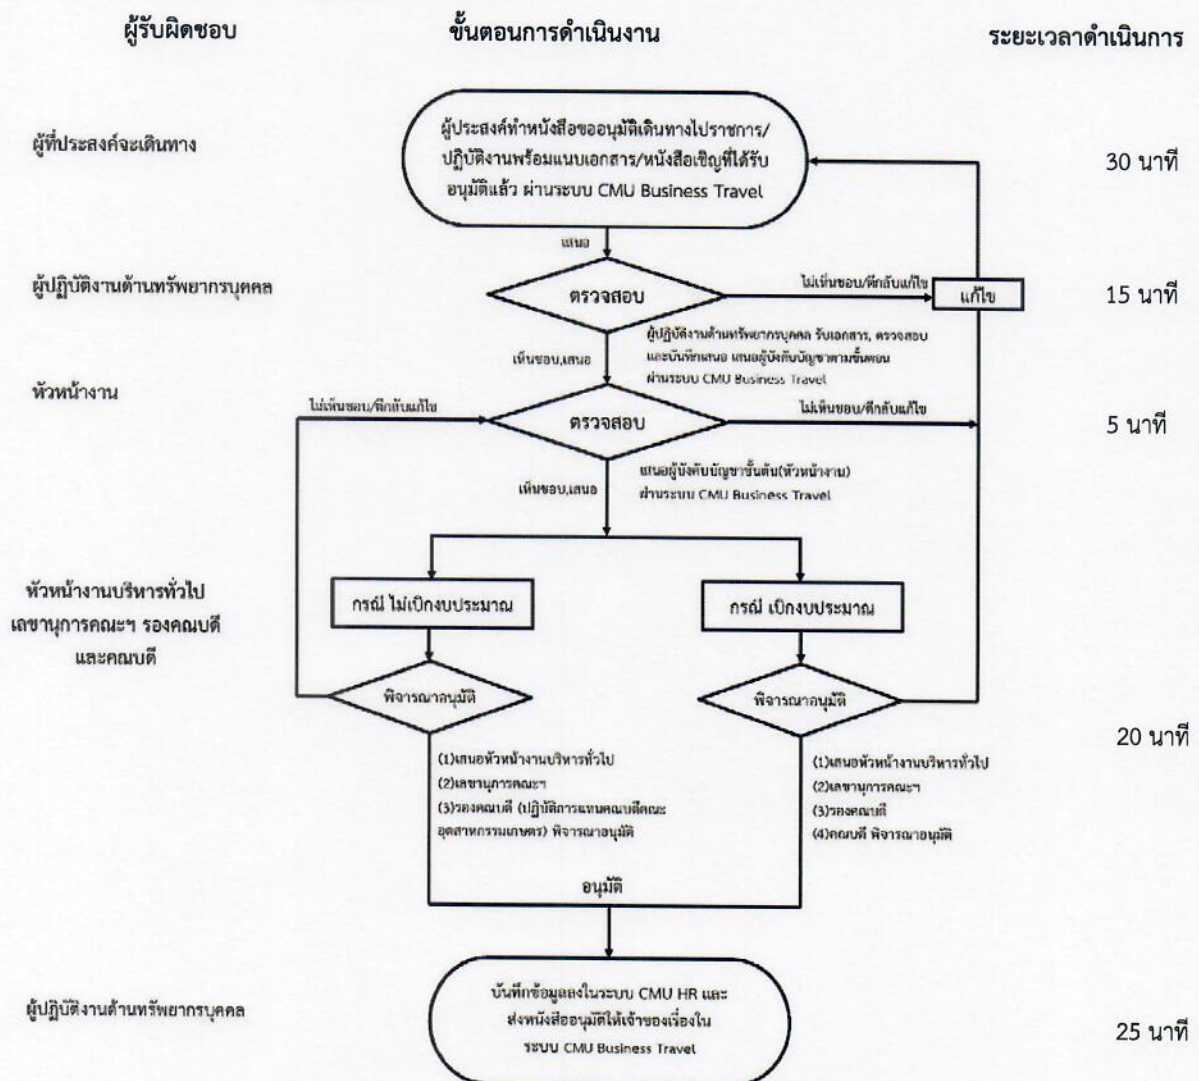 ผู้รับผิดชอบ
ขั้นตอนการดำเนินงาน
ระยะเวลาดำเนินการ
ผู้ที่ประสงค์จะเดินทาง
ผู้ประสงค์ทำหนังสือขออนุมัติเดินทางไปราชการ/
ปฏิบัติงานพร้อมแนบเอกสาร/หนังสือเชิญที่ได้รับ
อนุมัติแล้ว ผ่านระบบ CMU Business Travel
30 นาที
เสนอ
ผู้ปฏิบัติงานด้านทรัพยากรบุคคล
ตรวจสอบ
ไม่เห็นชอบ/ตีกลับแก้ไข
แก้ไข
15 นาที
เห็นชอบ,เสนอ
ผู้ปฏิบัติงานด้านทรัพยากรบุคคล รับเอกสาร, ตรวจสอบ
และบันทึกเสนอ เสนอผู้บังคับบัญชาตามขั้นตอน
ผ่านระบบ CMU Business Travel
หัวหน้างาน
ไม่เห็นชอบ/ตีกลับแก้ไข
ตรวจสอบ
ไม่เห็นชอบ/ตีกลับแก้ไข
5 นาที
เห็นชอบ,เสนอ
เสนอผู้บังคับบัญชาชั้นต้น(หัวหน้างาน)
ผ่านระบบ CMU Business Travel
หัวหน้างานบริหารทั่วไป
เลขานุการคณะฯ รองคณบดี
และคณบดี
กรณี ไม่เบิกงบประมาณ
กรณี เบิกงบประมาณ
พิจารณาอนุมัติ
พิจารณาอนุมัติ
20 นาที
(1)เสนอหัวหน้างานบริหารทั่วไป
(2)เลขานุการคณะฯ
(3)รองคณบดี (ปฏิบัติการแทนคณบดีคณะ
อุตสาหกรรมเกษตร) พิจารณาอนุมัติ
(1)เสนอหัวหน้างานบริหารทั่วไป
(2)เลขานุการคณะฯ
(3)รองคณบดี
(4)คณบดี พิจารณาอนุมัติ
อนุมัติ
ผู้ปฏิบัติงานด้านทรัพยากรบุคคล
บันทึกข้อมูลลงในระบบ CMU HR และ
ส่งหนังสืออนุมัติให้เจ้าของเรื่องใน
ระบบ CMU Business Travel
25 นาที